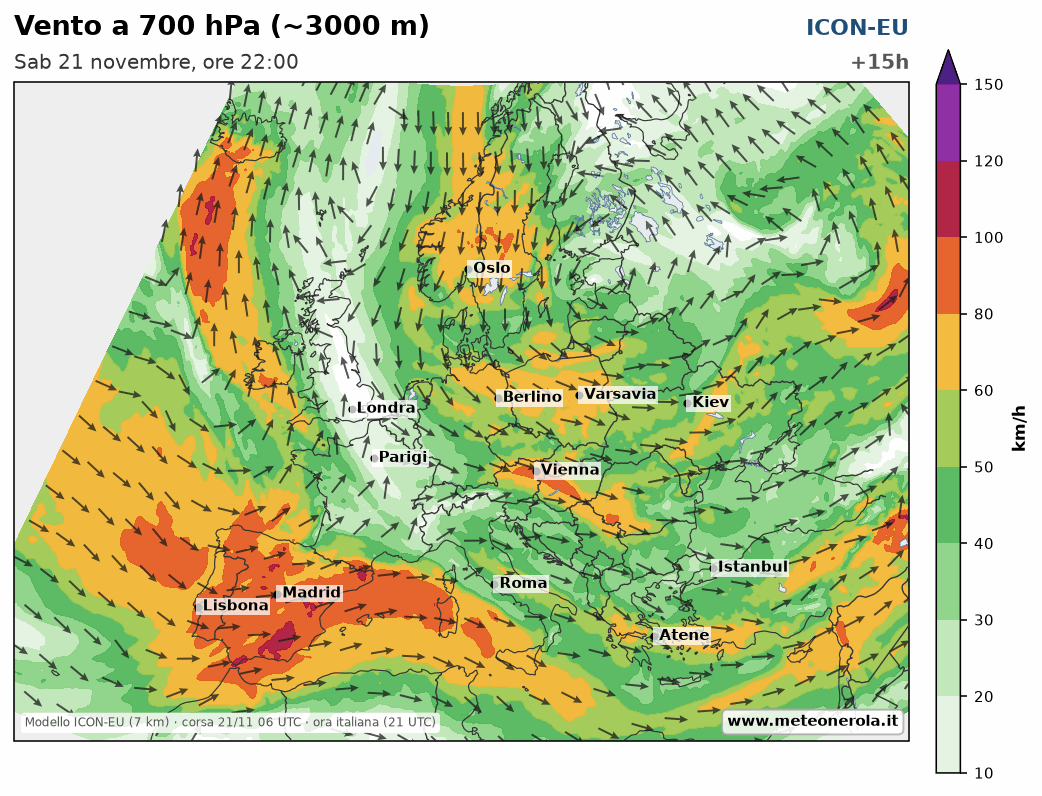 Vento a 700 hPa (~3000 m)
ICON-EU
Sab 21 novembre, ore 22:00
+15h
150
120
100
80
60
50
40
30
20
10
km/h
Oslo
Berlino
Varsavia
Kiev
Londra
Parigi
Vienna
Istanbul
Roma
Madrid
Lisbona
Atene
Modello ICON-EU (7 km) · corsa 21/11 06 UTC · ora italiana (21 UTC)
www.meteonerola.it